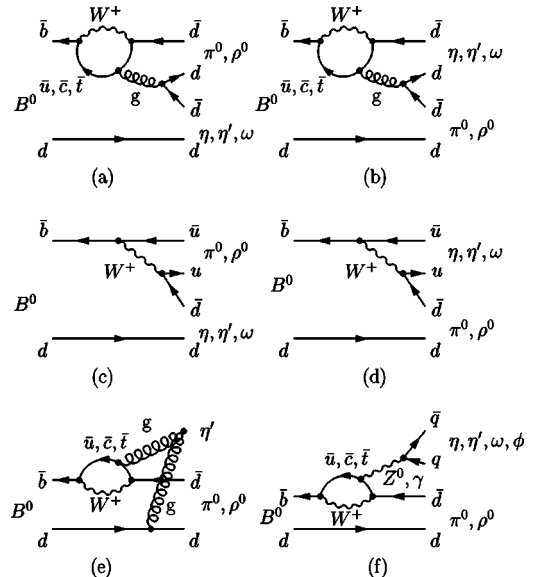 W⁺
b̄ d̄
π⁰, ρ⁰
ū, c̄, t̄ d
g
B⁰ d̄
d d η, η′, ω
(a)
W⁺
b̄ d̄
η, η′, ω
ū, c̄, t̄ d
g
B⁰ d̄
π⁰, ρ⁰
d d
(b)
b̄ ū
π⁰, ρ⁰
W⁺ u
d̄
B⁰
η, η′, ω
d d
(c)
b̄ ū
η, η′, ω
W⁺ u
d̄
B⁰
π⁰, ρ⁰
d d
(d)
g η′
ū, c̄, t̄
b̄ d̄
W⁺ g π⁰, ρ⁰
B⁰
d d
(e)
q̄
η, η′, ω, φ
ū, c̄, t̄ q
Z⁰, γ
b̄ d̄
W⁺
B⁰ π⁰, ρ⁰
d d
(f)